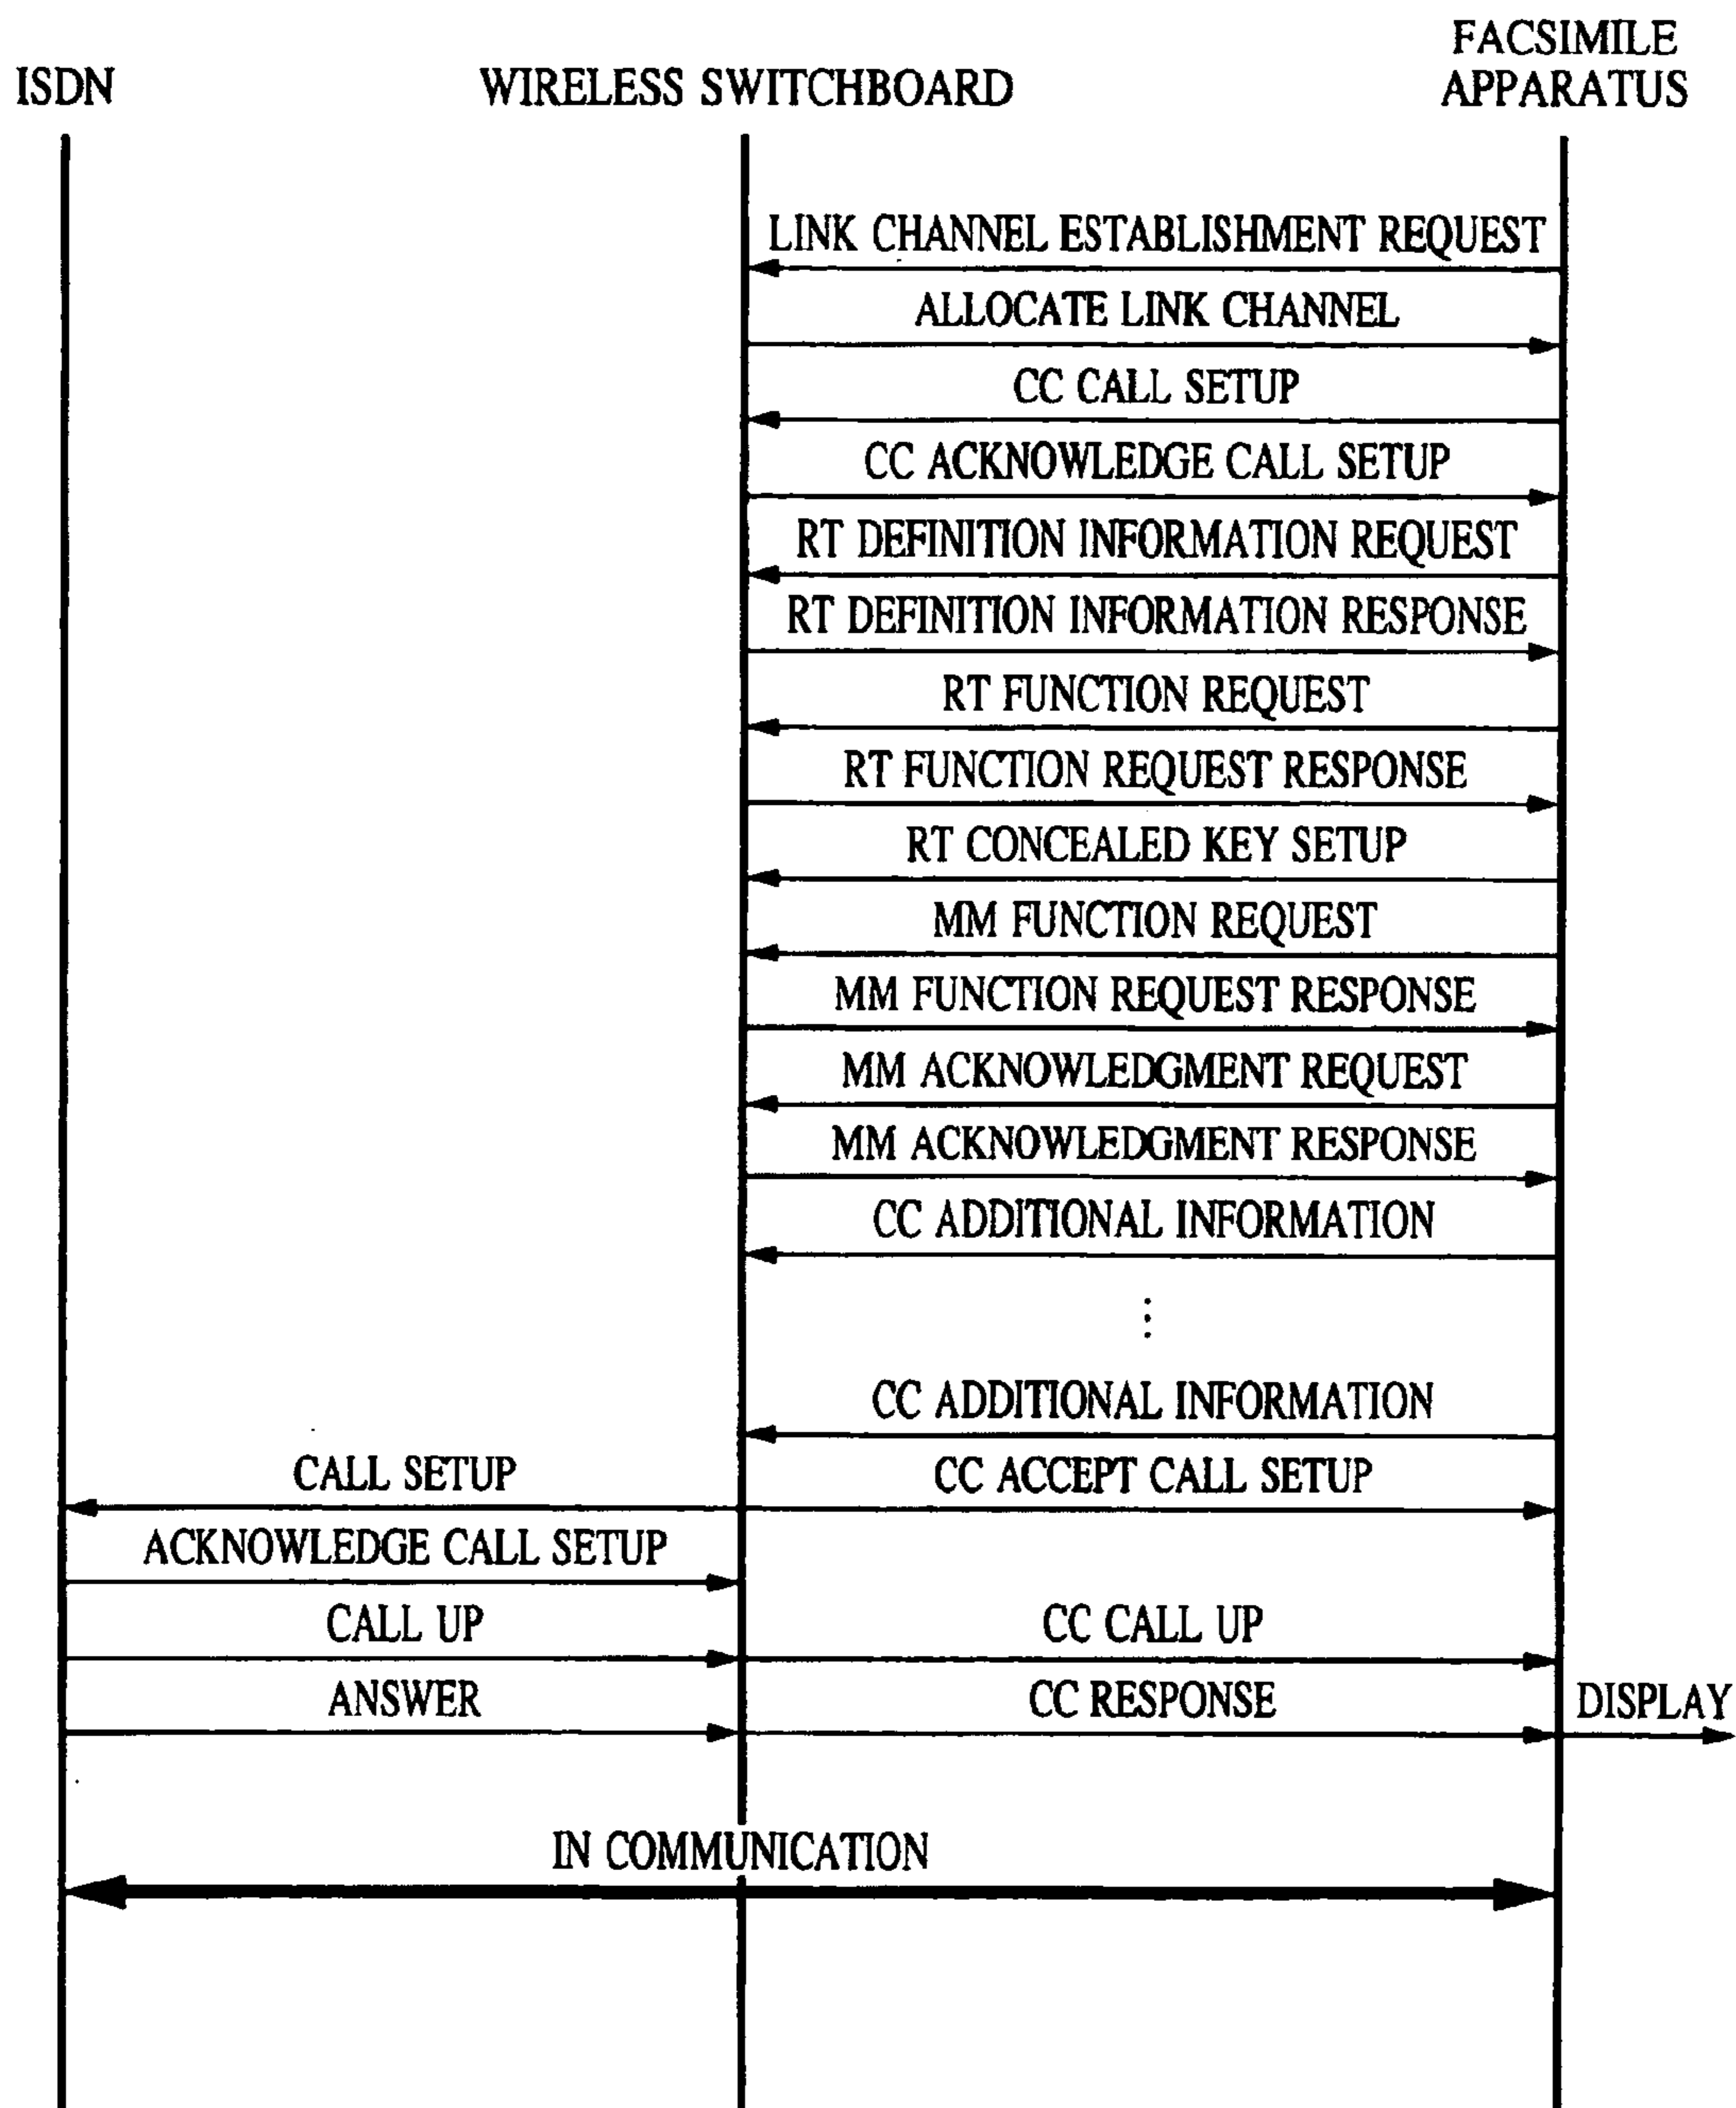 ISDN
WIRELESS SWITCHBOARD
FACSIMILE
APPARATUS
LINK CHANNEL ESTABLISHMENT REQUEST
ALLOCATE LINK CHANNEL
CC CALL SETUP
CC ACKNOWLEDGE CALL SETUP
RT DEFINITION INFORMATION REQUEST
RT DEFINITION INFORMATION RESPONSE
RT FUNCTION REQUEST
RT FUNCTION REQUEST RESPONSE
RT CONCEALED KEY SETUP
MM FUNCTION REQUEST
MM FUNCTION REQUEST RESPONSE
MM ACKNOWLEDGMENT REQUEST
MM ACKNOWLEDGMENT RESPONSE
CC ADDITIONAL INFORMATION
⋮
CC ADDITIONAL INFORMATION
CALL SETUP
CC ACCEPT CALL SETUP
ACKNOWLEDGE CALL SETUP
CALL UP
CC CALL UP
ANSWER
CC RESPONSE
DISPLAY
IN COMMUNICATION